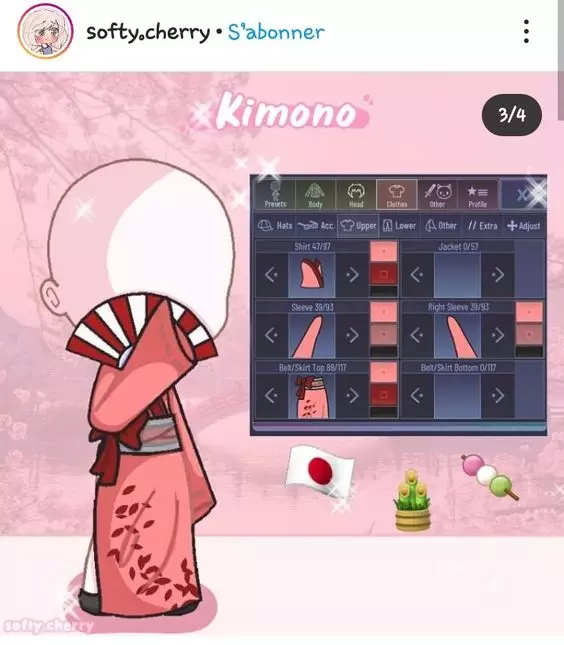 softy.cherry • S'abonner
Kimono
3/4
Presets Body Head Clothes Other Profile
Hats Acc. Upper Lower Other Extra Adjust
Shirt 47/97 Jacket 0/57
Sleeve 39/93 Right Sleeve 39/93
Belt/Skirt Top 86/117 Belt/Skirt Bottom 0/117
softy.cherry